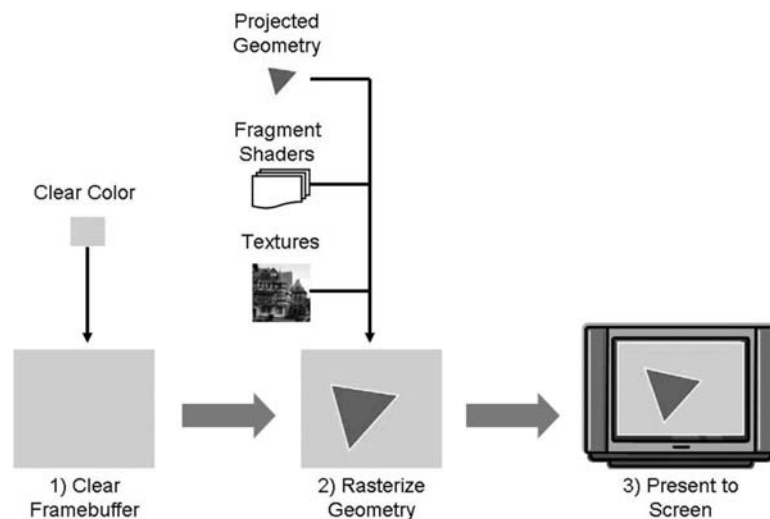 Projected
Geometry
Fragment
Shaders
Clear Color
Textures
1) Clear
Framebuffer
2) Rasterize
Geometry
3) Present to
Screen